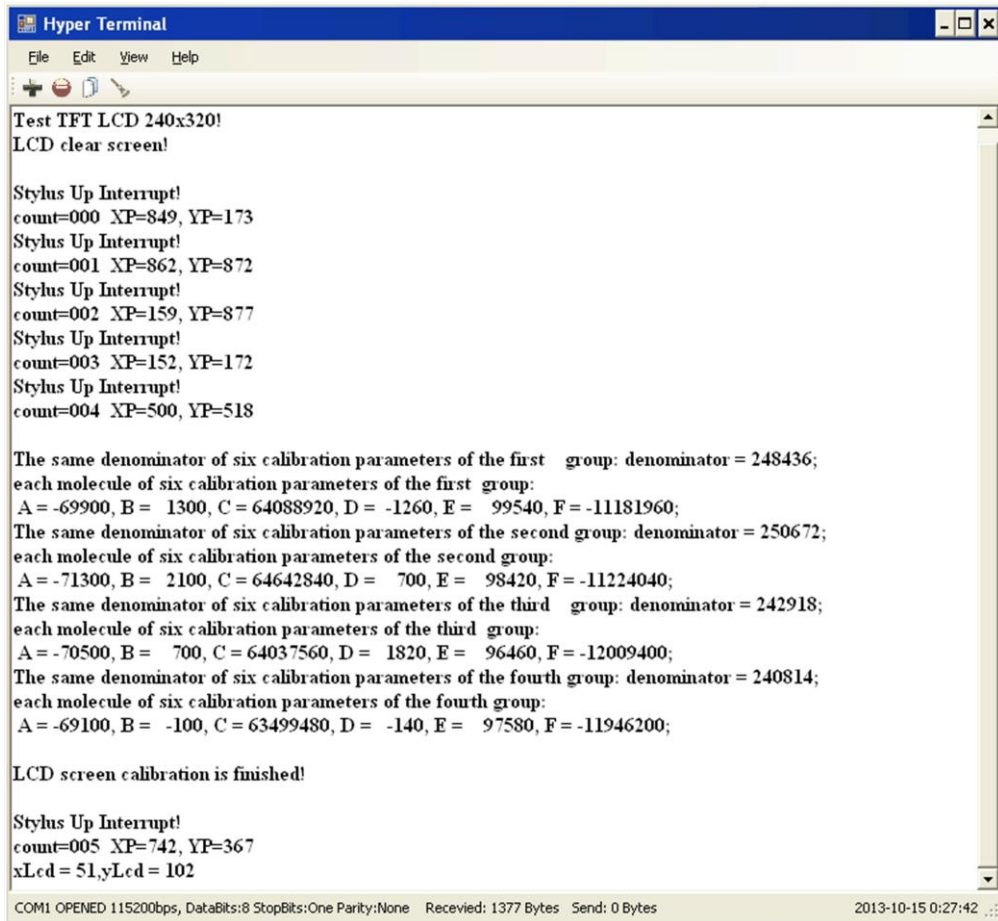 Hyper Terminal
File Edit View Help
Test TFT LCD 240x320!
LCD clear screen!
Stylus Up Interrupt!
count=000 XP=849, YP=173
Stylus Up Interrupt!
count=001 XP=862, YP=872
Stylus Up Interrupt!
count=002 XP=159, YP=877
Stylus Up Interrupt!
count=003 XP=152, YP=172
Stylus Up Interrupt!
count=004 XP=500, YP=518
The same denominator of six calibration parameters of the first group: denominator = 248436;
each molecule of six calibration parameters of the first group:
A = -69900, B = 1300, C = 64088920, D = -1260, E = 99540, F = -11181960;
The same denominator of six calibration parameters of the second group: denominator = 250672;
each molecule of six calibration parameters of the second group:
A = -71300, B = 2100, C = 64642840, D = 700, E = 98420, F = -11224040;
The same denominator of six calibration parameters of the third group: denominator = 242918;
each molecule of six calibration parameters of the third group:
A = -70500, B = 700, C = 64037560, D = 1820, E = 96460, F = -12009400;
The same denominator of six calibration parameters of the fourth group: denominator = 240814;
each molecule of six calibration parameters of the fourth group:
A = -69100, B = -100, C = 63499480, D = -140, E = 97580, F = -11946200;
LCD screen calibration is finished!
Stylus Up Interrupt!
count=005 XP=742, YP=367
xLcd = 51,yLcd = 102
COM1 OPENED 115200bps, DataBits:8 StopBits:One Parity:None Recevied: 1377 Bytes Send: 0 Bytes 2013-10-15 0:27:42